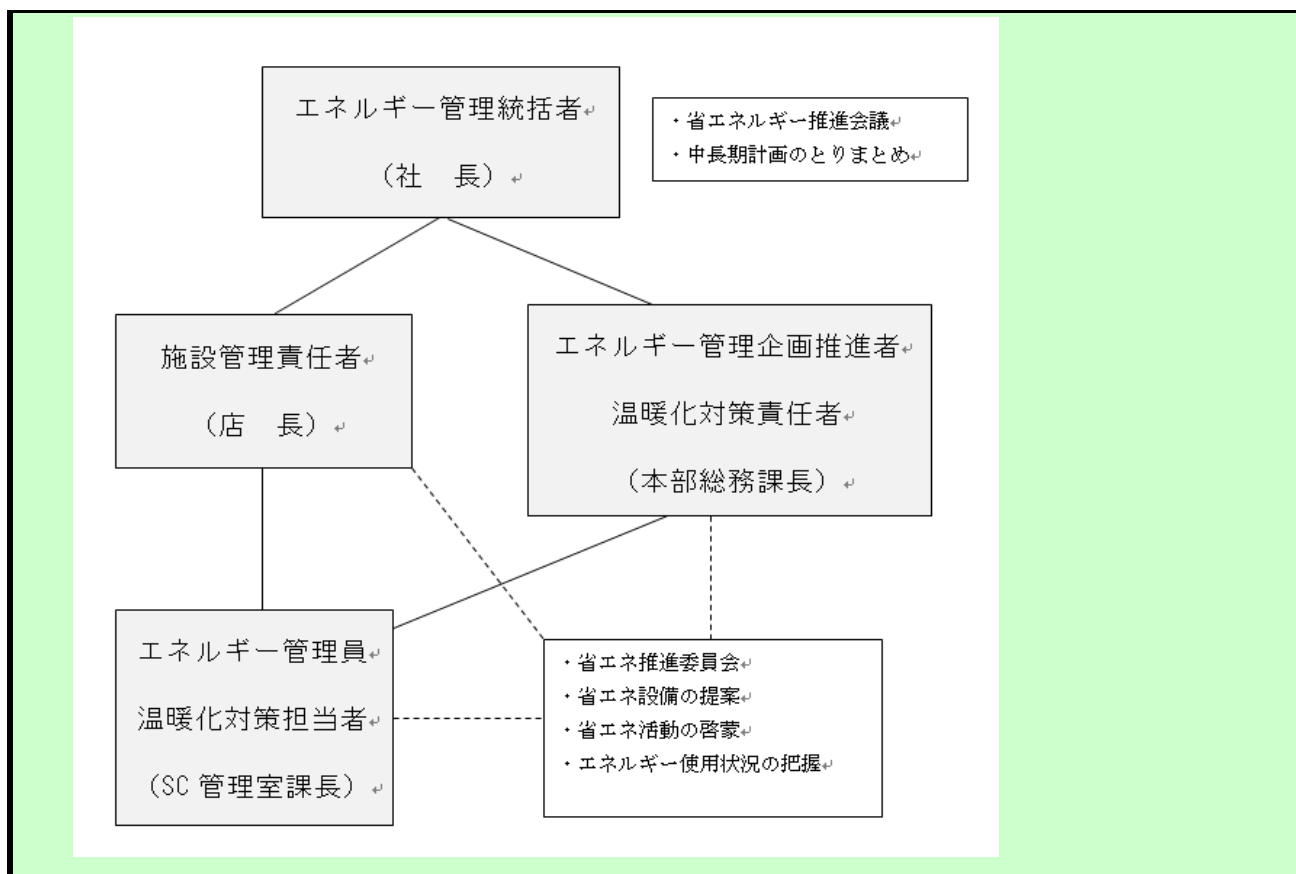 エネルギー管理統括者
（社　長）
・省エネルギー推進会議
・中長期計画のとりまとめ
施設管理責任者
（店　長）
エネルギー管理企画推進者
温暖化対策責任者
（本部総務課長）
エネルギー管理員
温暖化対策担当者
（SC 管理室課長）
・省エネ推進委員会
・省エネ設備の提案
・省エネ活動の啓蒙
・エネルギー使用状況の把握